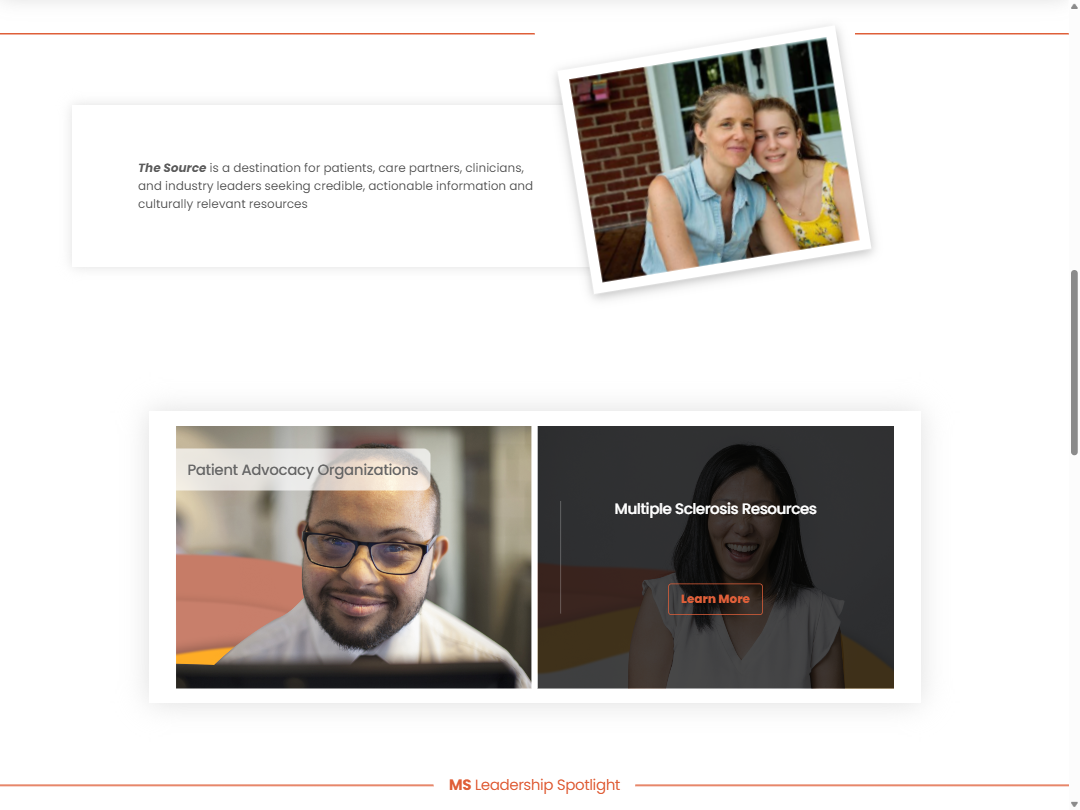 The Source is a destination for patients, care partners, clinicians,
and industry leaders seeking credible, actionable information and
culturally relevant resources
Patient Advocacy Organizations
Multiple Sclerosis Resources
Learn More
MS Leadership Spotlight